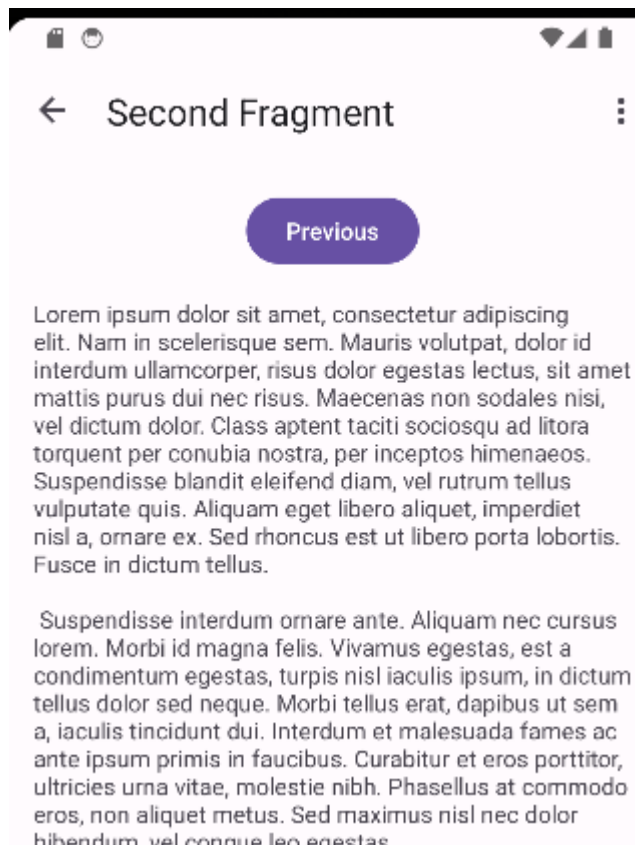 Second Fragment
Previous
Lorem ipsum dolor sit amet, consectetur adipiscing
elit. Nam in scelerisque sem. Mauris volutpat, dolor id
interdum ullamcorper, risus dolor egestas lectus, sit amet
mattis purus dui nec risus. Maecenas non sodales nisi,
vel dictum dolor. Class aptent taciti sociosqu ad litora
torquent per conubia nostra, per inceptos himenaeos.
Suspendisse blandit eleifend diam, vel rutrum tellus
vulputate quis. Aliquam eget libero aliquet, imperdiet
nisl a, ornare ex. Sed rhoncus est ut libero porta lobortis.
Fusce in dictum tellus.
Suspendisse interdum ornare ante. Aliquam nec cursus
lorem. Morbi id magna felis. Vivamus egestas, est a
condimentum egestas, turpis nisl iaculis ipsum, in dictum
tellus dolor sed neque. Morbi tellus erat, dapibus ut sem
a, iaculis tincidunt dui. Interdum et malesuada fames ac
ante ipsum primis in faucibus. Curabitur et eros porttitor,
ultricies urna vitae, molestie nibh. Phasellus at commodo
eros, non aliquet metus. Sed maximus nisl nec dolor
bibendum, vel congue leo egestas